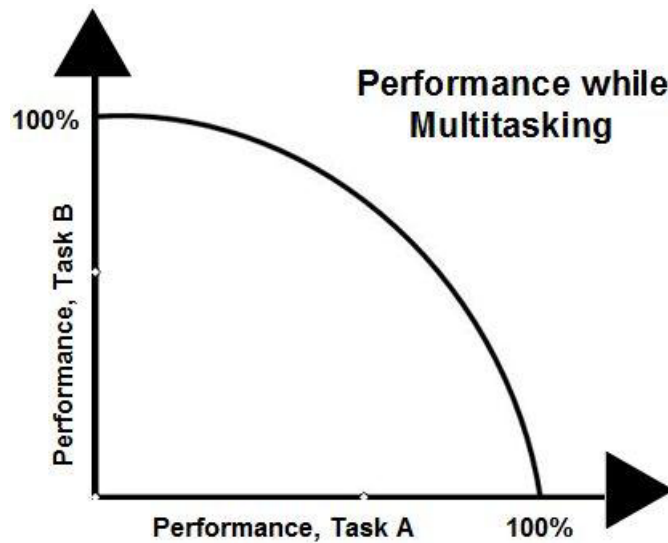 Performance while
Multitasking
100%
Performance, Task B
Performance, Task A
100%